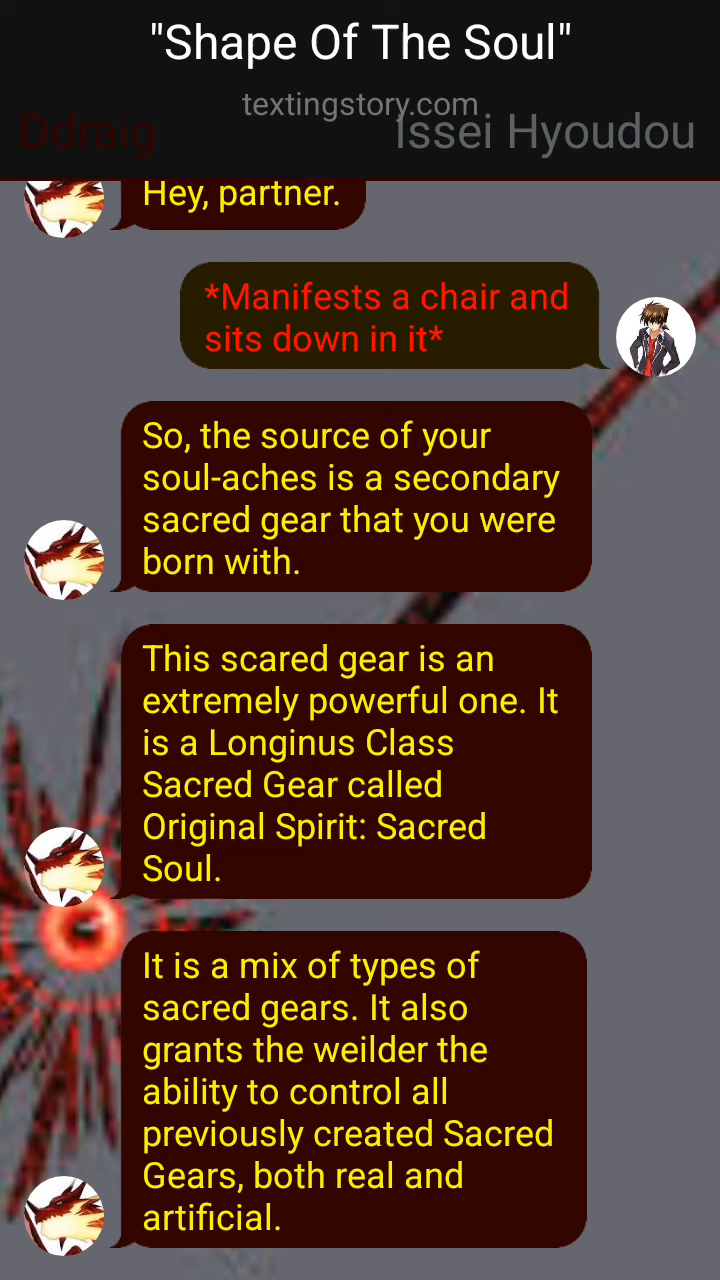 "Shape Of The Soul"
textingstory.com
Ddraig
Issei Hyoudou
Hey, partner.
*Manifests a chair and
sits down in it*
So, the source of your
soul-aches is a secondary
sacred gear that you were
born with.
This scared gear is an
extremely powerful one. It
is a Longinus Class
Sacred Gear called
Original Spirit: Sacred
Soul.
It is a mix of types of
sacred gears. It also
grants the weilder the
ability to control all
previously created Sacred
Gears, both real and
artificial.